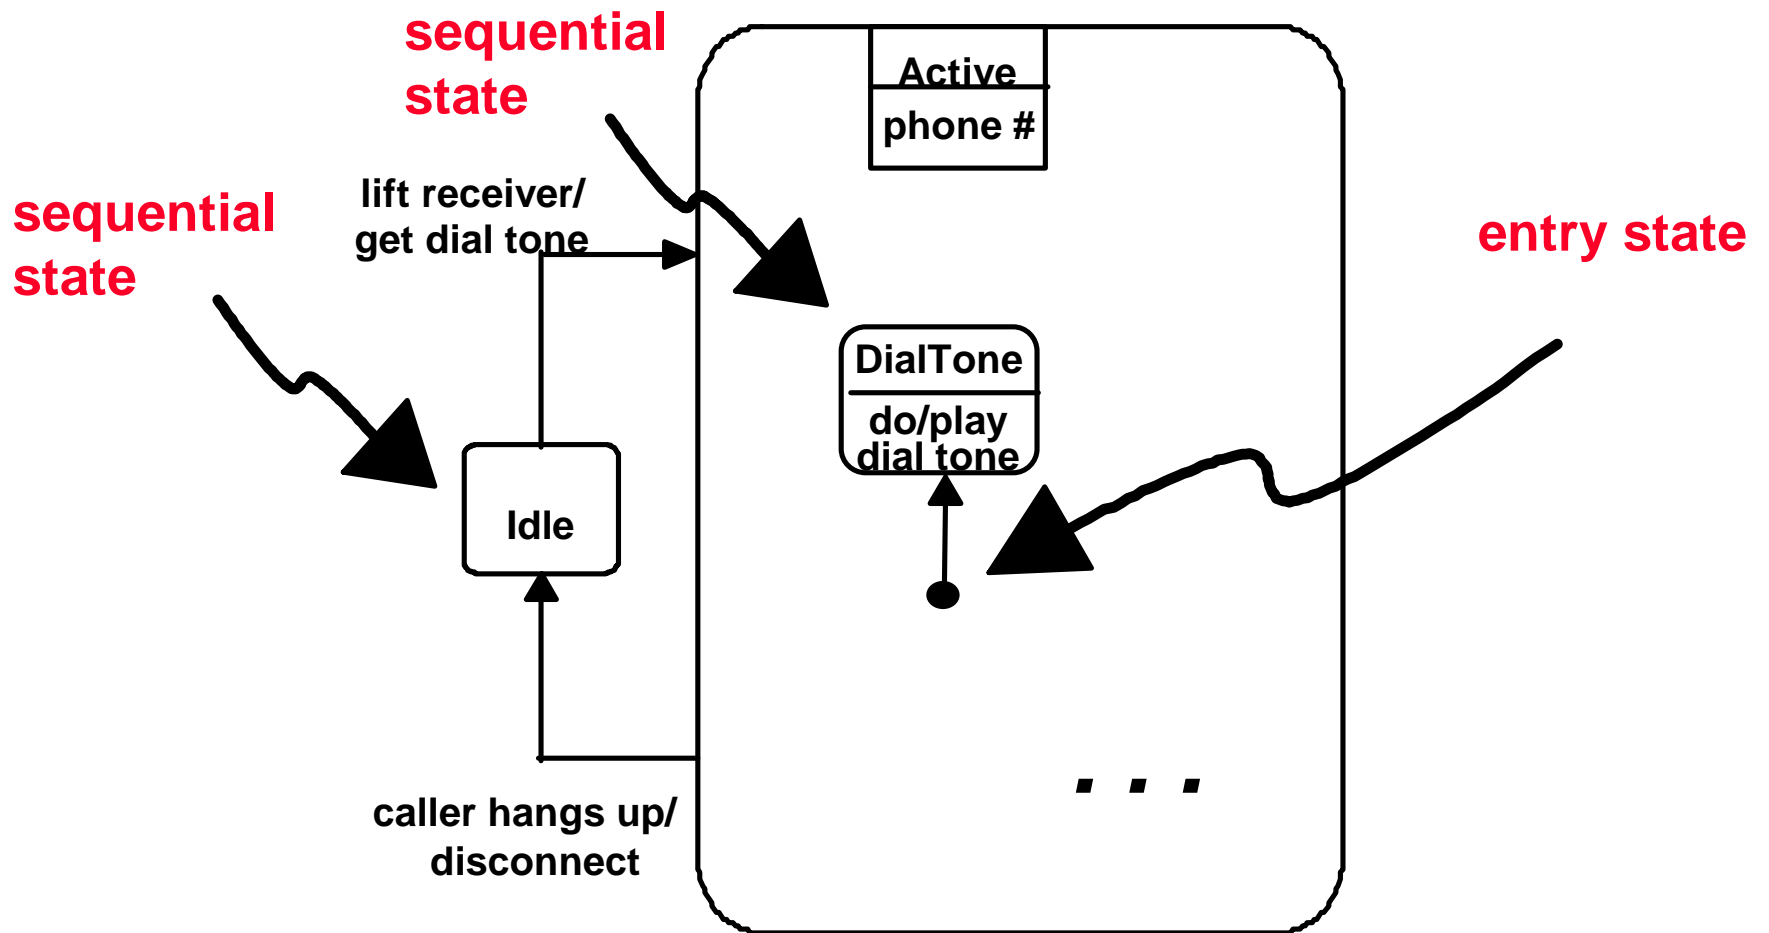 sequential
state
Active
phone #
lift receiver/
get dial tone
sequential
state
entry state
DialTone
do/play
dial tone
Idle
. . .
caller hangs up/
disconnect